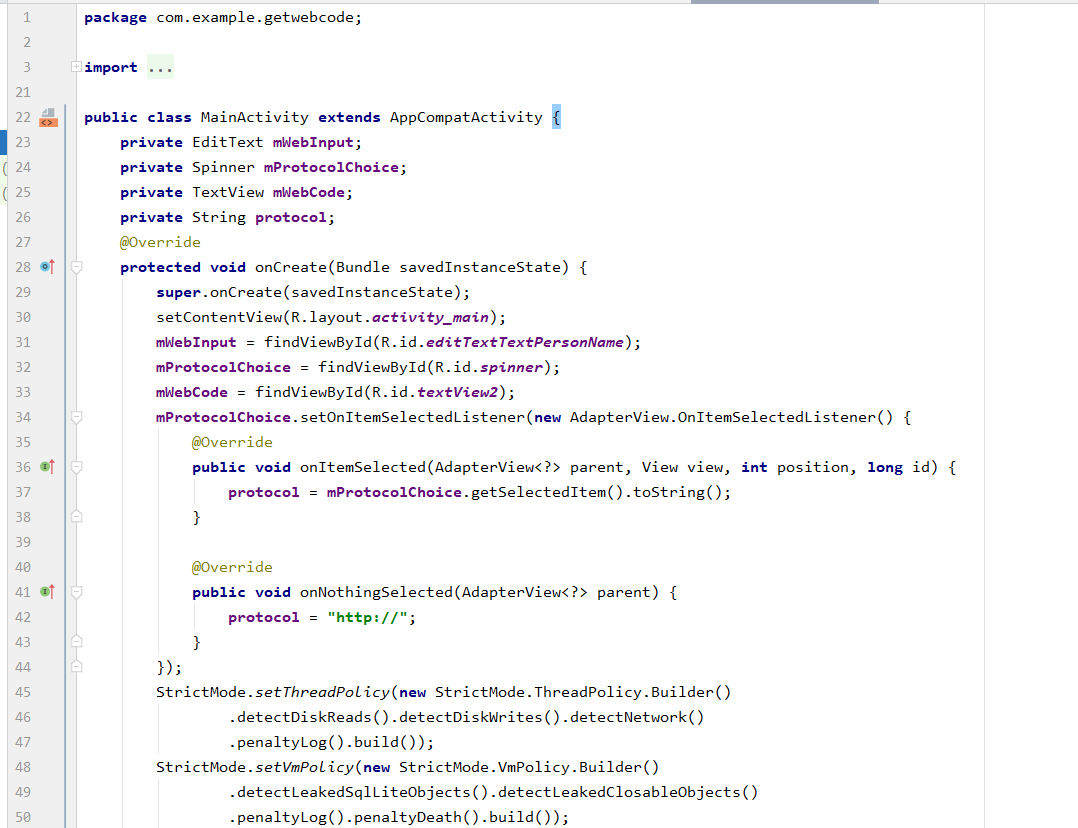 1 package com.example.getwebcode;
2
3 import ...
21
22 public class MainActivity extends AppCompatActivity {
23 private EditText mWebInput;
24 private Spinner mProtocolChoice;
25 private TextView mWebCode;
26 private String protocol;
27 @Override
28 protected void onCreate(Bundle savedInstanceState) {
29 super.onCreate(savedInstanceState);
30 setContentView(R.layout.activity_main);
31 mWebInput = findViewById(R.id.editTextTextPersonName);
32 mProtocolChoice = findViewById(R.id.spinner);
33 mWebCode = findViewById(R.id.textView2);
34 mProtocolChoice.setOnItemSelectedListener(new AdapterView.OnItemSelectedListener() {
35 @Override
36 public void onItemSelected(AdapterView<?> parent, View view, int position, long id) {
37 protocol = mProtocolChoice.getSelectedItem().toString();
38 }
39
40 @Override
41 public void onNothingSelected(AdapterView<?> parent) {
42 protocol = "http://";
43 }
44 });
45 StrictMode.setThreadPolicy(new StrictMode.ThreadPolicy.Builder()
46 .detectDiskReads().detectDiskWrites().detectNetwork()
47 .penaltyLog().build());
48 StrictMode.setVmPolicy(new StrictMode.VmPolicy.Builder()
49 .detectLeakedSqlLiteObjects().detectLeakedClosableObjects()
50 .penaltyLog().penaltyDeath().build());